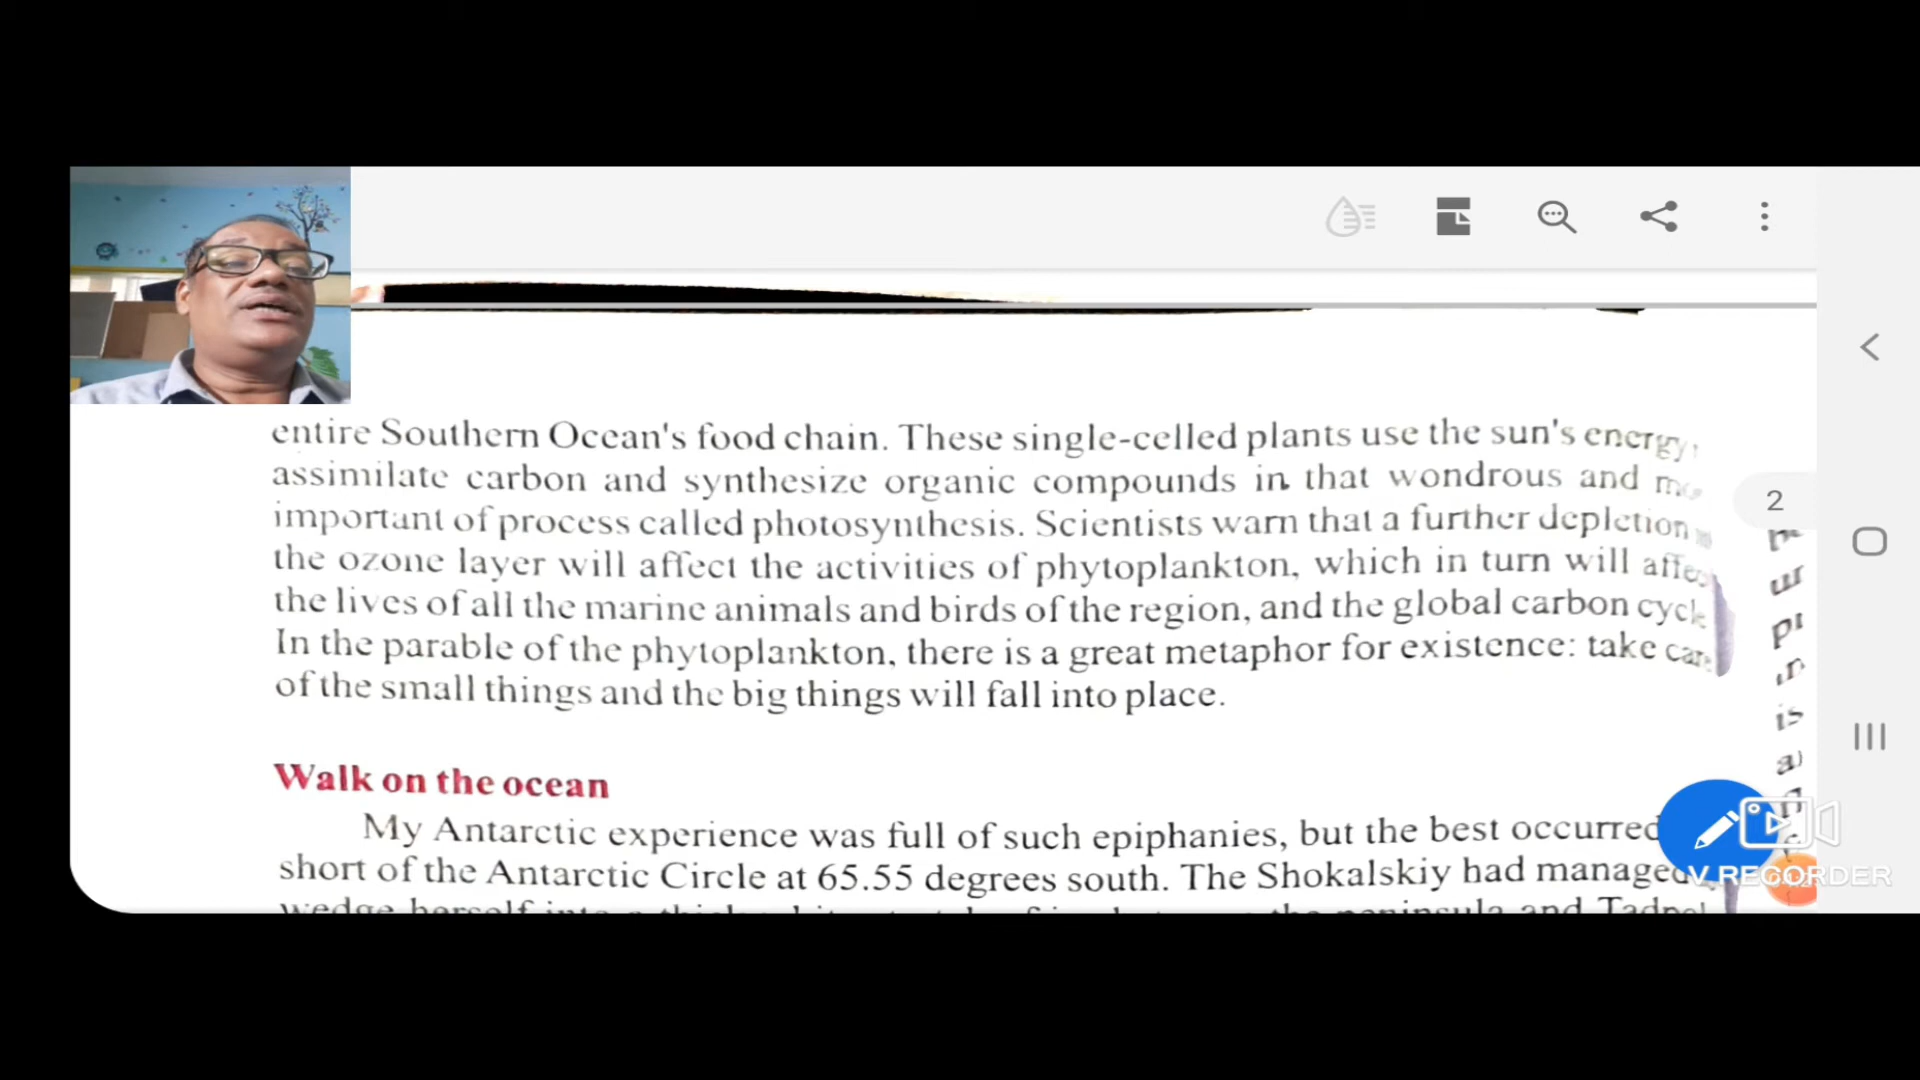 entire Southern Ocean's food chain. These single-celled plants use the sun's energy
assimilate carbon and synthesize organic compounds in that wondrous and
important of process called photosynthesis. Scientists warn that a further depletion
the ozone layer will affect the activities of phytoplankton, which in turn will
the lives of all the marine animals and birds of the region, and the global carbon
In the parable of the phytoplankton, there is a great metaphor for existence: take
of the small things and the big things will fall into place.
Walk on the ocean
My Antarctic experience was full of such epiphanies, but the best occurred
short of the Antarctic Circle at 65.55 degrees south. The Shokalskiy had managed
peninsula and
2
is
V RECORDER